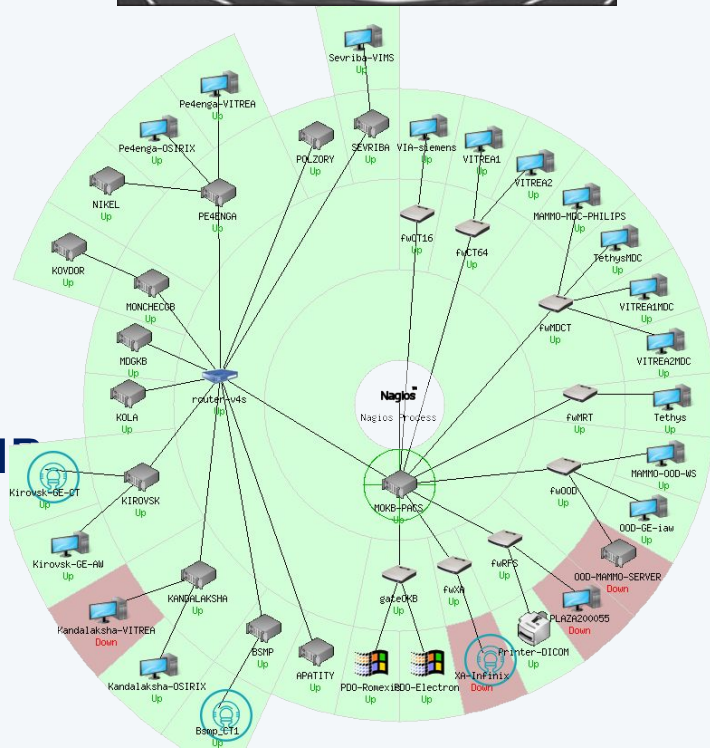 Sevriba-VIMS
Up
Pe4enga-VITREA
Up
Pe4enga-OSIRIX
Up
POLZORY
Up
SEVRIBA
Up
VIA-siemens
Up
VITREA1
Up
VITREA2
Up
NIKEL
Up
PE4ENGA
Up
MAMMO-MDC-PHILIPS
Up
fwCT16
Up
fwCT64
Up
TethysMDC
Up
KOVDOR
Up
MONCHEGGB
Up
VITREA1MDC
Up
fwMDCT
Up
MDGKB
Up
VITREA2MDC
Up
router-v4s
Up
Nagios
Nagios Process
KOLA
Up
fwMRT
Up
Tethys
Up
Kirovsk-GE-CT
Up
KIROVSK
Up
MOKB-PACS
Up
fwOOD
Up
MAMMO-OOD-WS
Up
OOD-GE-iaw
Up
Kirovsk-GE-AW
Up
fwRFS
Up
OOD-MAMMO-SERVER
Down
KANDALAKSHA
Up
gateOKB
Up
fwXA
Up
Kandalaksha-VITREA
Down
PLAZA200055
Down
BSMP
Up
Printer-DICOM
Up
Kandalaksha-OSIRIX
Up
APATITY
Up
PDO-Electron
Up
XA-Infinix
Down
Bsmp_CT1
Up